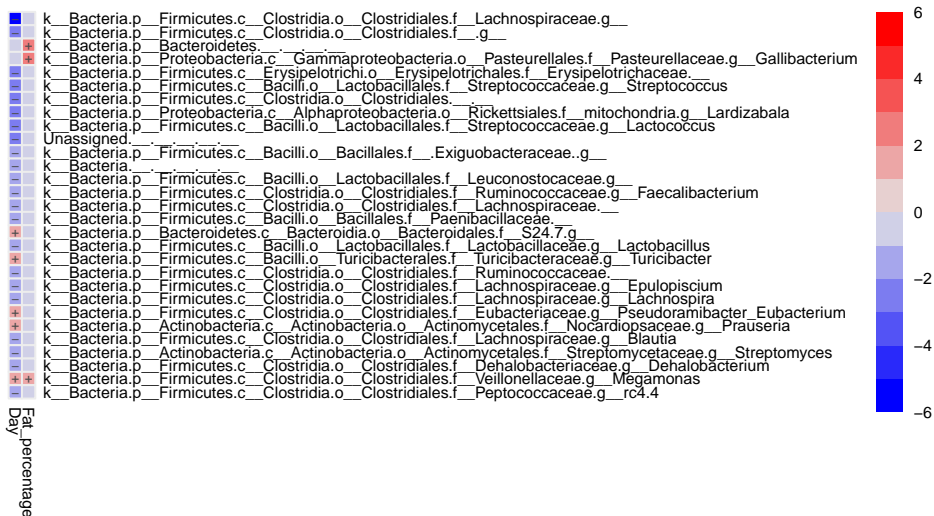 k__Bacteria.p__Firmicutes.c__Clostridia.o__Clostridiales.f__Lachnospiraceae.g__
k__Bacteria.p__Firmicutes.c__Clostridia.o__Clostridiales.f__.g__
+ k__Bacteria.p__Bacteroidetes.__.__.__.__
+ k__Bacteria.p__Proteobacteria.c__Gammaproteobacteria.o__Pasteurellales.f__Pasteurellaceae.g__Gallibacterium
− k__Bacteria.p__Firmicutes.c__Erysipelotrichi.o__Erysipelotrichales.f__Erysipelotrichaceae.__
− k__Bacteria.p__Firmicutes.c__Bacilli.o__Lactobacillales.f__Streptococcaceae.g__Streptococcus
− k__Bacteria.p__Firmicutes.c__Clostridia.o__Clostridiales.__.__
− k__Bacteria.p__Proteobacteria.c__Alphaproteobacteria.o__Rickettsiales.f__mitochondria.g__Lardizabala
− k__Bacteria.p__Firmicutes.c__Bacilli.o__Lactobacillales.f__Streptococcaceae.g__Lactococcus
− Unassigned.__.__.__.__.__
− k__Bacteria.p__Firmicutes.c__Bacilli.o__Bacillales.f__.Exiguobacteraceae..g__
− k__Bacteria.__.__.__.__.__
− k__Bacteria.p__Firmicutes.c__Bacilli.o__Lactobacillales.f__Leuconostocaceae.g__
− k__Bacteria.p__Firmicutes.c__Clostridia.o__Clostridiales.f__Ruminococcaceae.g__Faecalibacterium
− k__Bacteria.p__Firmicutes.c__Clostridia.o__Clostridiales.f__Lachnospiraceae.__
− k__Bacteria.p__Firmicutes.c__Bacilli.o__Bacillales.f__Paenibacillaceae.__
+ k__Bacteria.p__Bacteroidetes.c__Bacteroidia.o__Bacteroidales.f__S24.7.g__
− k__Bacteria.p__Firmicutes.c__Bacilli.o__Lactobacillales.f__Lactobacillaceae.g__Lactobacillus
+ k__Bacteria.p__Firmicutes.c__Bacilli.o__Turicibacterales.f__Turicibacteraceae.g__Turicibacter
− k__Bacteria.p__Firmicutes.c__Clostridia.o__Clostridiales.f__Ruminococcaceae.__
− k__Bacteria.p__Firmicutes.c__Clostridia.o__Clostridiales.f__Lachnospiraceae.g__Epulopiscium
− k__Bacteria.p__Firmicutes.c__Clostridia.o__Clostridiales.f__Lachnospiraceae.g__Lachnospira
+ k__Bacteria.p__Firmicutes.c__Clostridia.o__Clostridiales.f__Eubacteriaceae.g__Pseudoramibacter_Eubacterium
+ k__Bacteria.p__Actinobacteria.c__Actinobacteria.o__Actinomycetales.f__Nocardiopsaceae.g__Prauseria
− k__Bacteria.p__Firmicutes.c__Clostridia.o__Clostridiales.f__Lachnospiraceae.g__Blautia
− k__Bacteria.p__Actinobacteria.c__Actinobacteria.o__Actinomycetales.f__Streptomycetaceae.g__Streptomyces
− k__Bacteria.p__Firmicutes.c__Clostridia.o__Clostridiales.f__Dehalobacteriaceae.g__Dehalobacterium
+ + k__Bacteria.p__Firmicutes.c__Clostridia.o__Clostridiales.f__Veillonellaceae.g__Megamonas
− k__Bacteria.p__Firmicutes.c__Clostridia.o__Clostridiales.f__Peptococcaceae.g__rc4.4
Day
Fat_percentage
6
4
2
0
−2
−4
−6